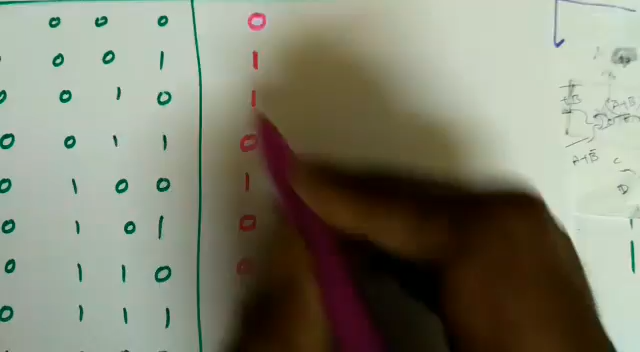 0 0 0 0
0 0 1 1
0 0 1 0 1
0 0 1 1 0
0 1 0 0 1
0 1 0 1 0
0 1 1 0 0
0 1 1 1
A+B
A+B̅ C
D